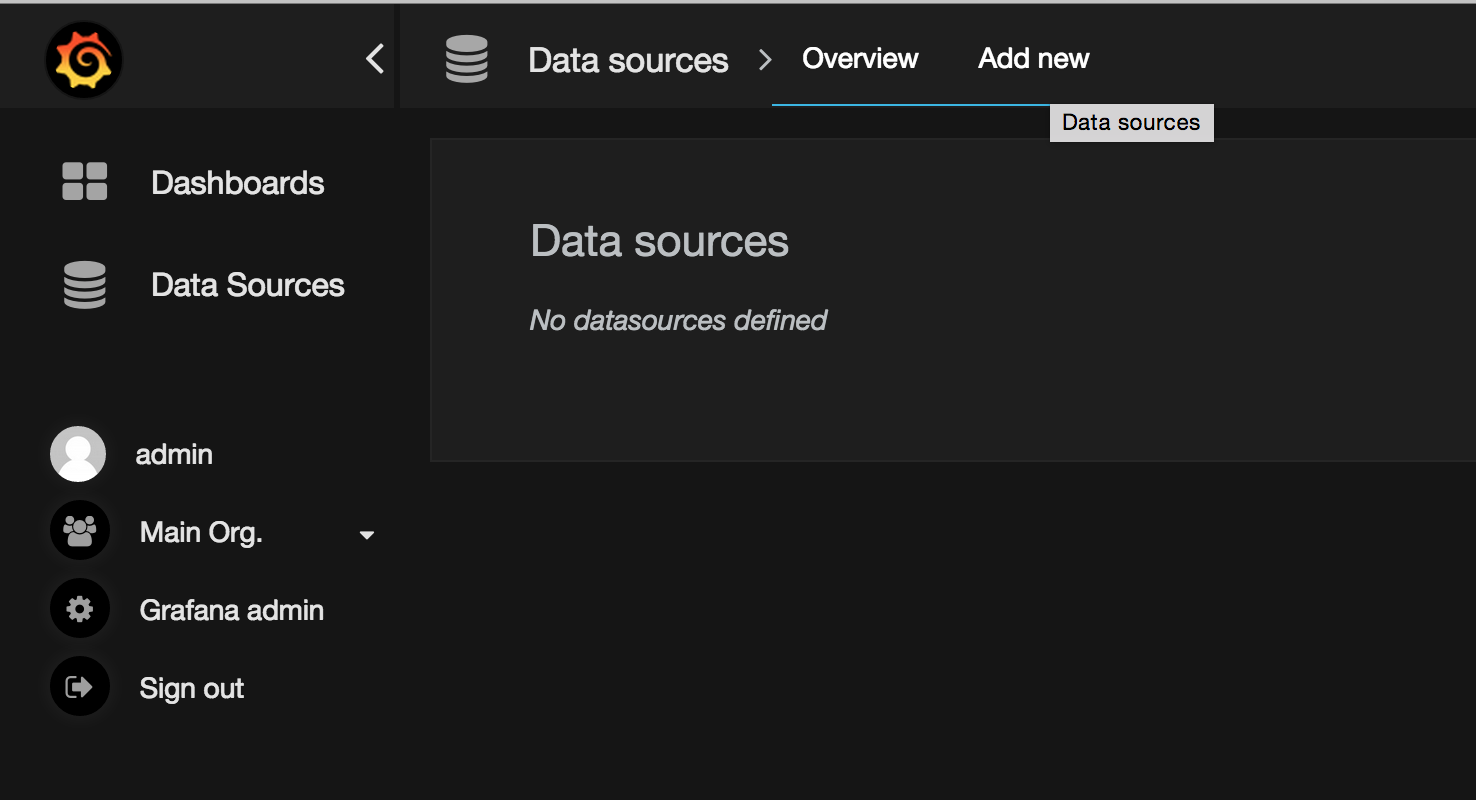 Data sources Overview Add new
Data sources
Dashboards
Data Sources
admin
Main Org.
Grafana admin
Sign out
Data sources
No datasources defined